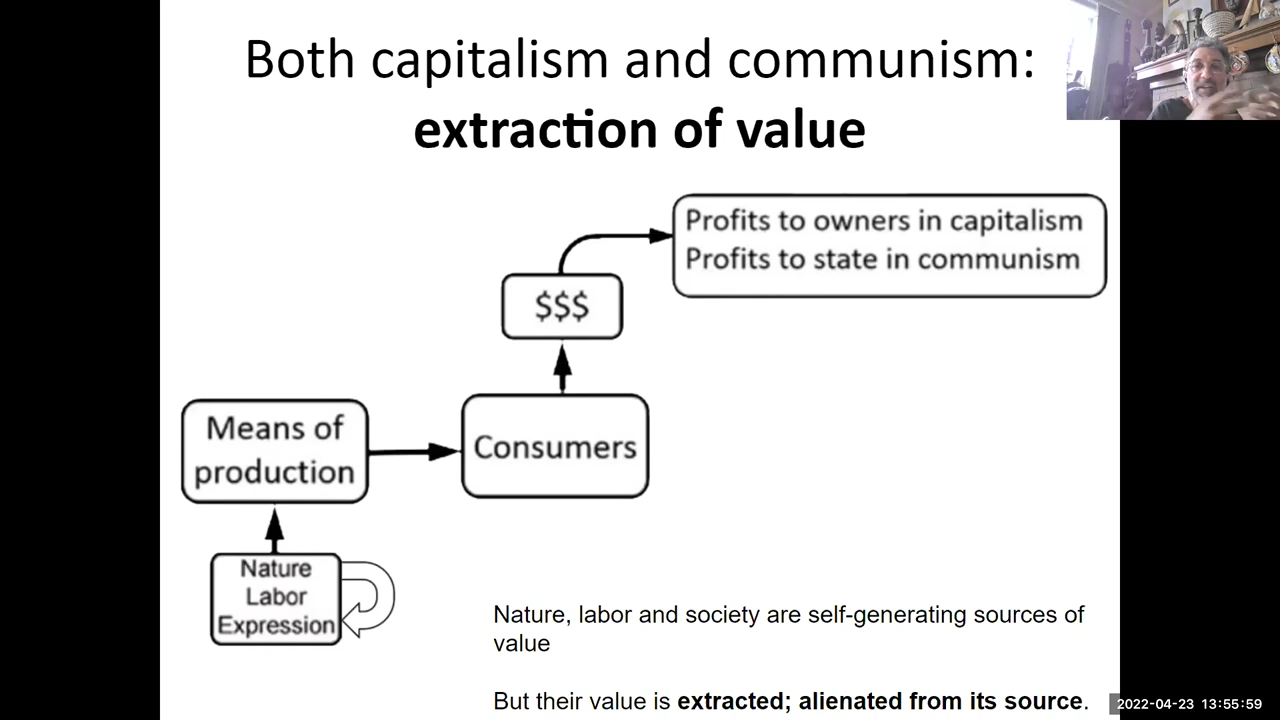 Both capitalism and communism:
extraction of value
Profits to owners in capitalism
Profits to state in communism
$$$
Means of
production
Consumers
Nature
Labor
Expression
Nature, labor and society are self-generating sources of
value
But their value is extracted; alienated from its source.
2022-04-23 13:55:59